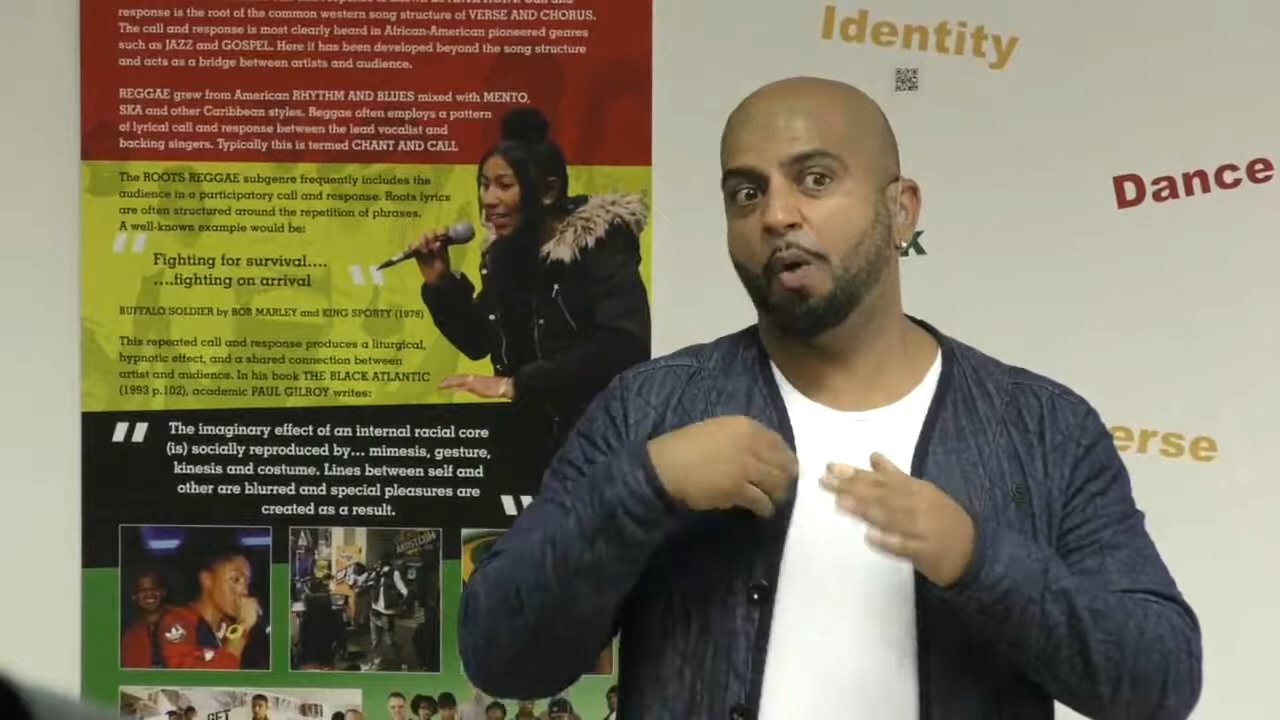 response is the root of the common western song structure of VERSE AND CHORUS.
The call and response is most clearly heard in African-American pioneered genres
such as JAZZ and GOSPEL. Here it has been developed beyond the song structure
and acts as a bridge between artists and audience.
REGGAE grew from American RHYTHM AND BLUES mixed with MENTO,
SKA and other Caribbean styles. Reggae often employs a pattern
of lyrical call and response between the lead vocalist and
backing singers. Typically this is termed CHANT AND CALL
The ROOTS REGGAE subgenre frequently includes the
audience in a participatory call and response. Roots lyrics
are often structured around the repetition of phrases.
A well-known example would be:
"Fighting for survival....
....fighting on arrival"
BUFFALO SOLDIER by BOB MARLEY and KING SPORTY (1978)
This repeated call and response produces a liturgical,
hypnotic effect, and a shared connection between
artist and audience. In his book THE BLACK ATLANTIC
(1993 p.102), academic PAUL GILROY writes:
"The imaginary effect of an internal racial core
(is) socially reproduced by... mimesis, gesture,
kinesis and costume. Lines between self and
other are blurred and special pleasures are
created as a result."
GET
Identity
Dance
k
erse